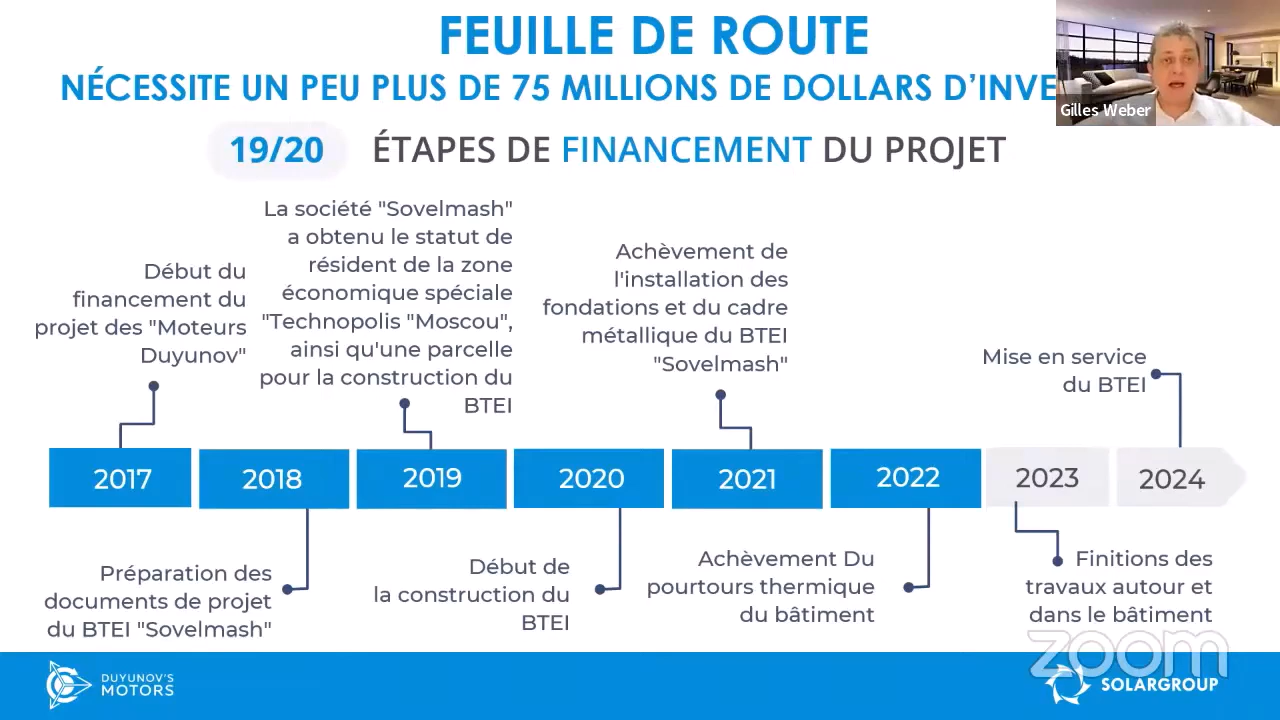 FEUILLE DE ROUTE
NÉCESSITE UN PEU PLUS DE 75 MILLIONS DE DOLLARS D'INVE
Gilles Weber
19/20 ÉTAPES DE FINANCEMENT DU PROJET
Début du
financement du
projet des "Moteurs
Duyunov"
La société "Sovelmash"
a obtenu le statut de
résident de la zone
économique spéciale
"Technopolis "Moscou",
ainsi qu'une parcelle
pour la construction du
BTEI
Achèvement de
l'installation des
fondations et du cadre
métallique du BTEI
"Sovelmash"
Mise en service
du BTEI
2017 2018 2019 2020 2021 2022 2023 2024
Préparation des
documents de projet
du BTEI "Sovelmash"
Début de
la construction du
BTEI
Achèvement Du
pourtours thermique
du bâtiment
Finitions des
travaux autour et
dans le bâtiment
zoom
DUYUNOV'S
MOTORS
SOLARGROUP